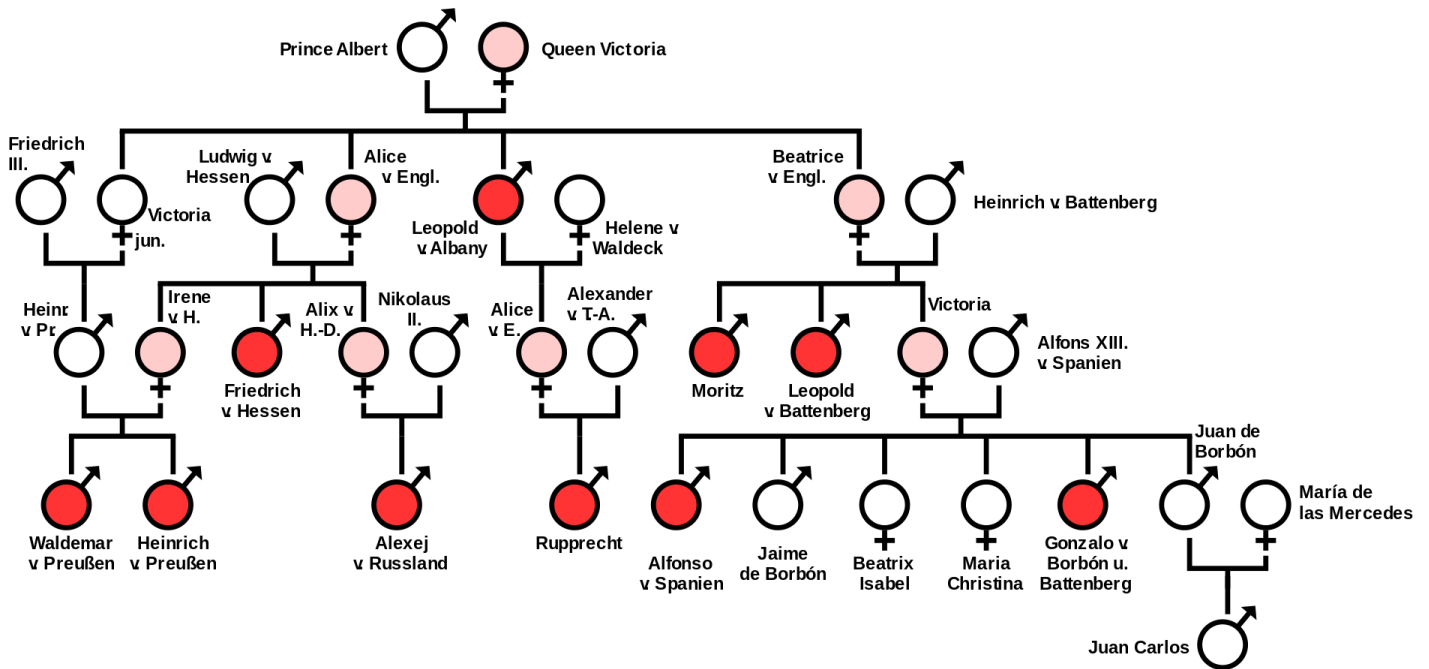 Prince Albert
Queen Victoria
Friedrich
III.
Victoria
jun.
Ludwig v.
Hessen
Alice
v. Engl.
Leopold
v. Albany
Helene v.
Waldeck
Beatrice
v. Engl.
Heinrich v. Battenberg
Heinr.
v. Pr.
Irene
v. H.
Friedrich
v. Hessen
Alix v.
H.-D.
Nikolaus
II.
Alice
v. E.
Alexander
v. T-A.
Moritz
Leopold
v. Battenberg
Victoria
Alfons XIII.
v. Spanien
Waldemar
v. Preußen
Heinrich
v. Preußen
Alexej
v. Russland
Rupprecht
Alfonso
v. Spanien
Jaime
de Borbón
Beatrix
Isabel
Maria
Christina
Gonzalo v.
Borbón u.
Battenberg
Juan de
Borbón
María de
las Mercedes
Juan Carlos